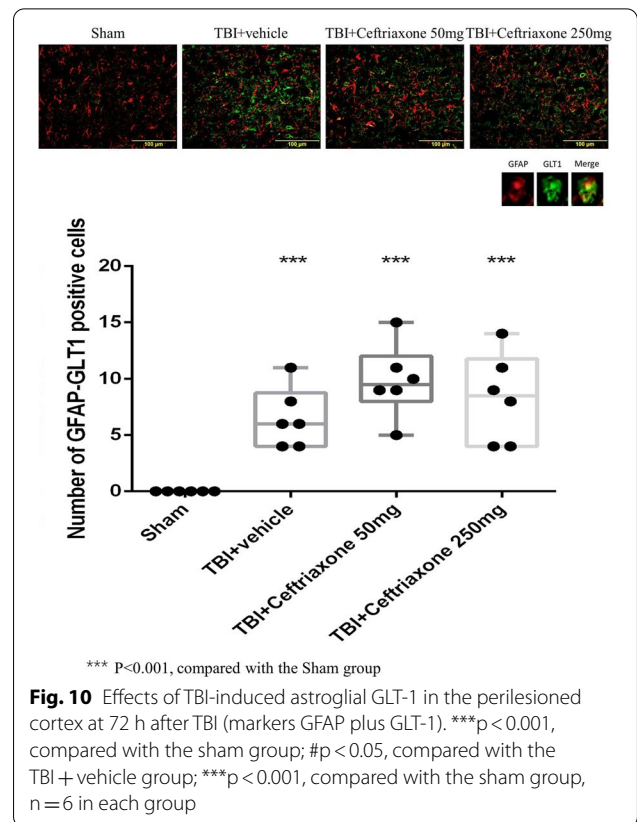 Sham TBI+vehicle TBI+Ceftriaxone 50mg TBI+Ceftriaxone 250mg
100 µm 100 µm 100 µm 100 µm
GFAP GLT1 Merge
*** *** ***
Number of GFAP-GLT1 positive cells
20
15
10
5
0
Sham
TBI+vehicle
TBI+Ceftriaxone 50mg
TBI+Ceftriaxone 250mg
*** P<0.001, compared with the Sham group
Fig. 10 Effects of TBI-induced astroglial GLT-1 in the perilesioned
cortex at 72 h after TBI (markers GFAP plus GLT-1). ***p < 0.001,
compared with the sham group; #p < 0.05, compared with the
TBI + vehicle group; ***p < 0.001, compared with the sham group,
n = 6 in each group